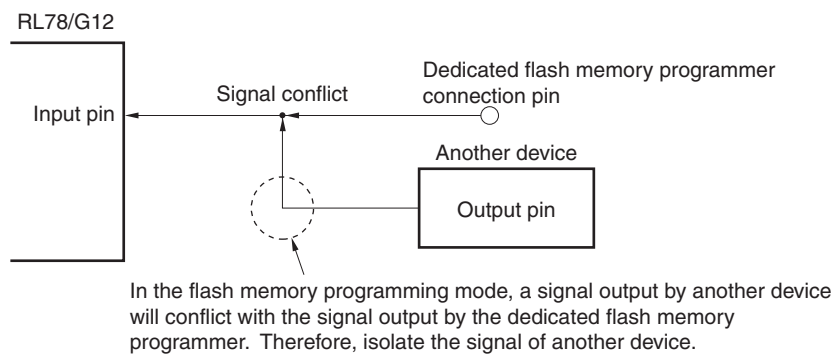 RL78/G12
Dedicated flash memory programmer
connection pin
Signal conflict
Input pin
Another device
Output pin
In the flash memory programming mode, a signal output by another device
will conflict with the signal output by the dedicated flash memory
programmer. Therefore, isolate the signal of another device.